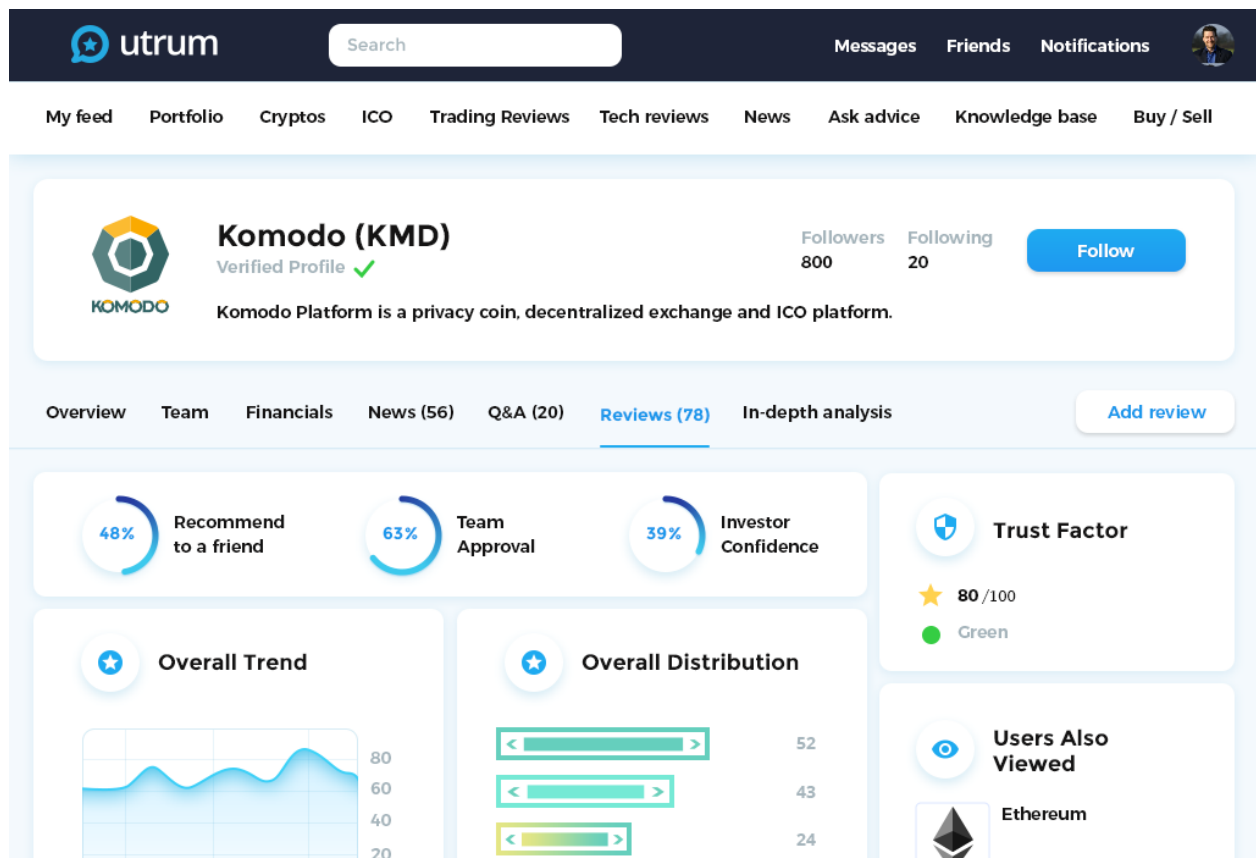 utrum
Search
Messages Friends Notifications
My feed Portfolio Cryptos ICO Trading Reviews Tech reviews News Ask advice Knowledge base Buy / Sell
KOMODO
Komodo (KMD)
Verified Profile
Komodo Platform is a privacy coin, decentralized exchange and ICO platform.
Followers Following
800 20
Follow
Overview Team Financials News (56) Q&A (20) Reviews (78) In-depth analysis
Add review
48%
Recommend
to a friend
63%
Team
Approval
39%
Investor
Confidence
Trust Factor
80 /100
Green
Overall Trend
80
60
40
20
Overall Distribution
52
43
24
Users Also
Viewed
Ethereum